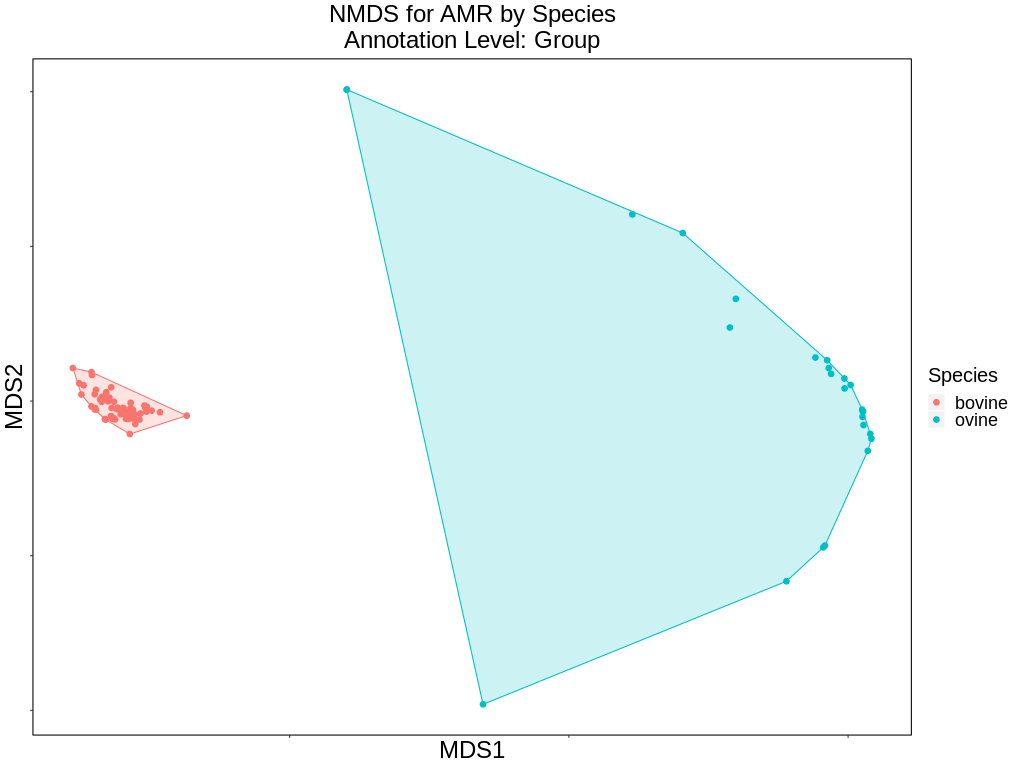 NMDS for AMR by Species
Annotation Level: Group
MDS2
MDS1
Species
bovine
ovine